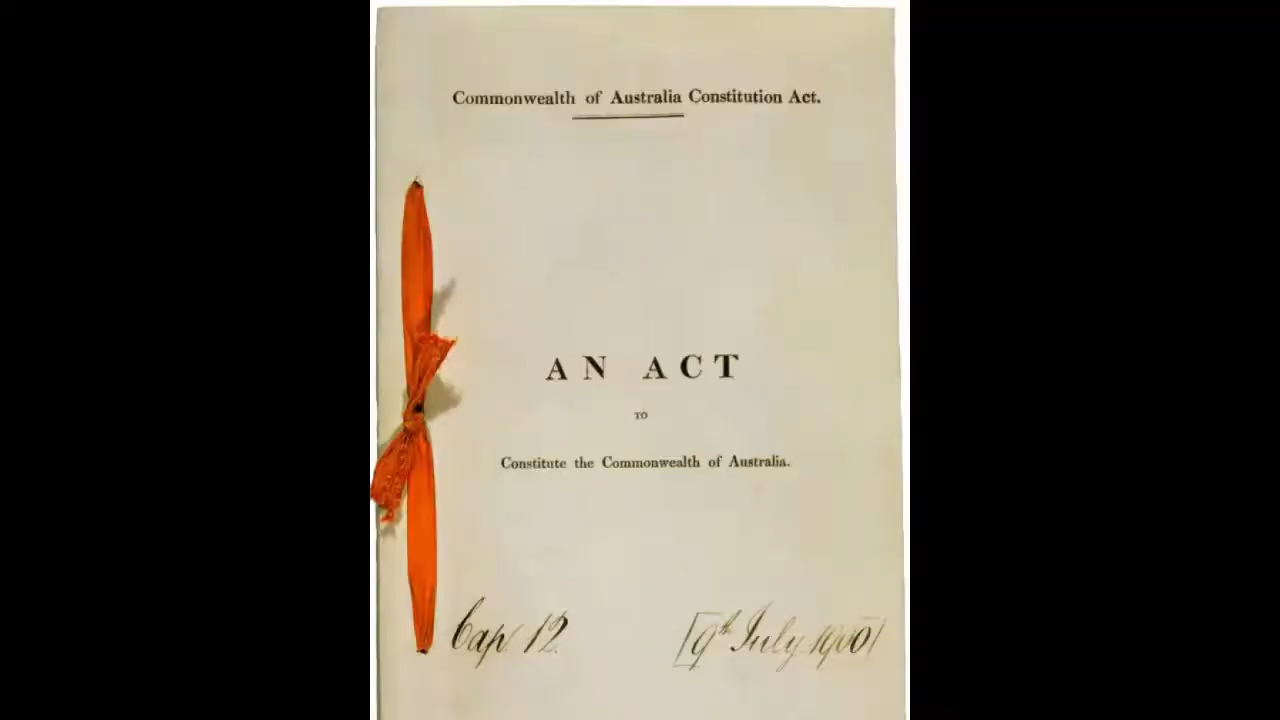 Commonwealth of Australia Constitution Act.
AN ACT
TO
Constitute the Commonwealth of Australia.
Cap. 12. [9th July 1900]